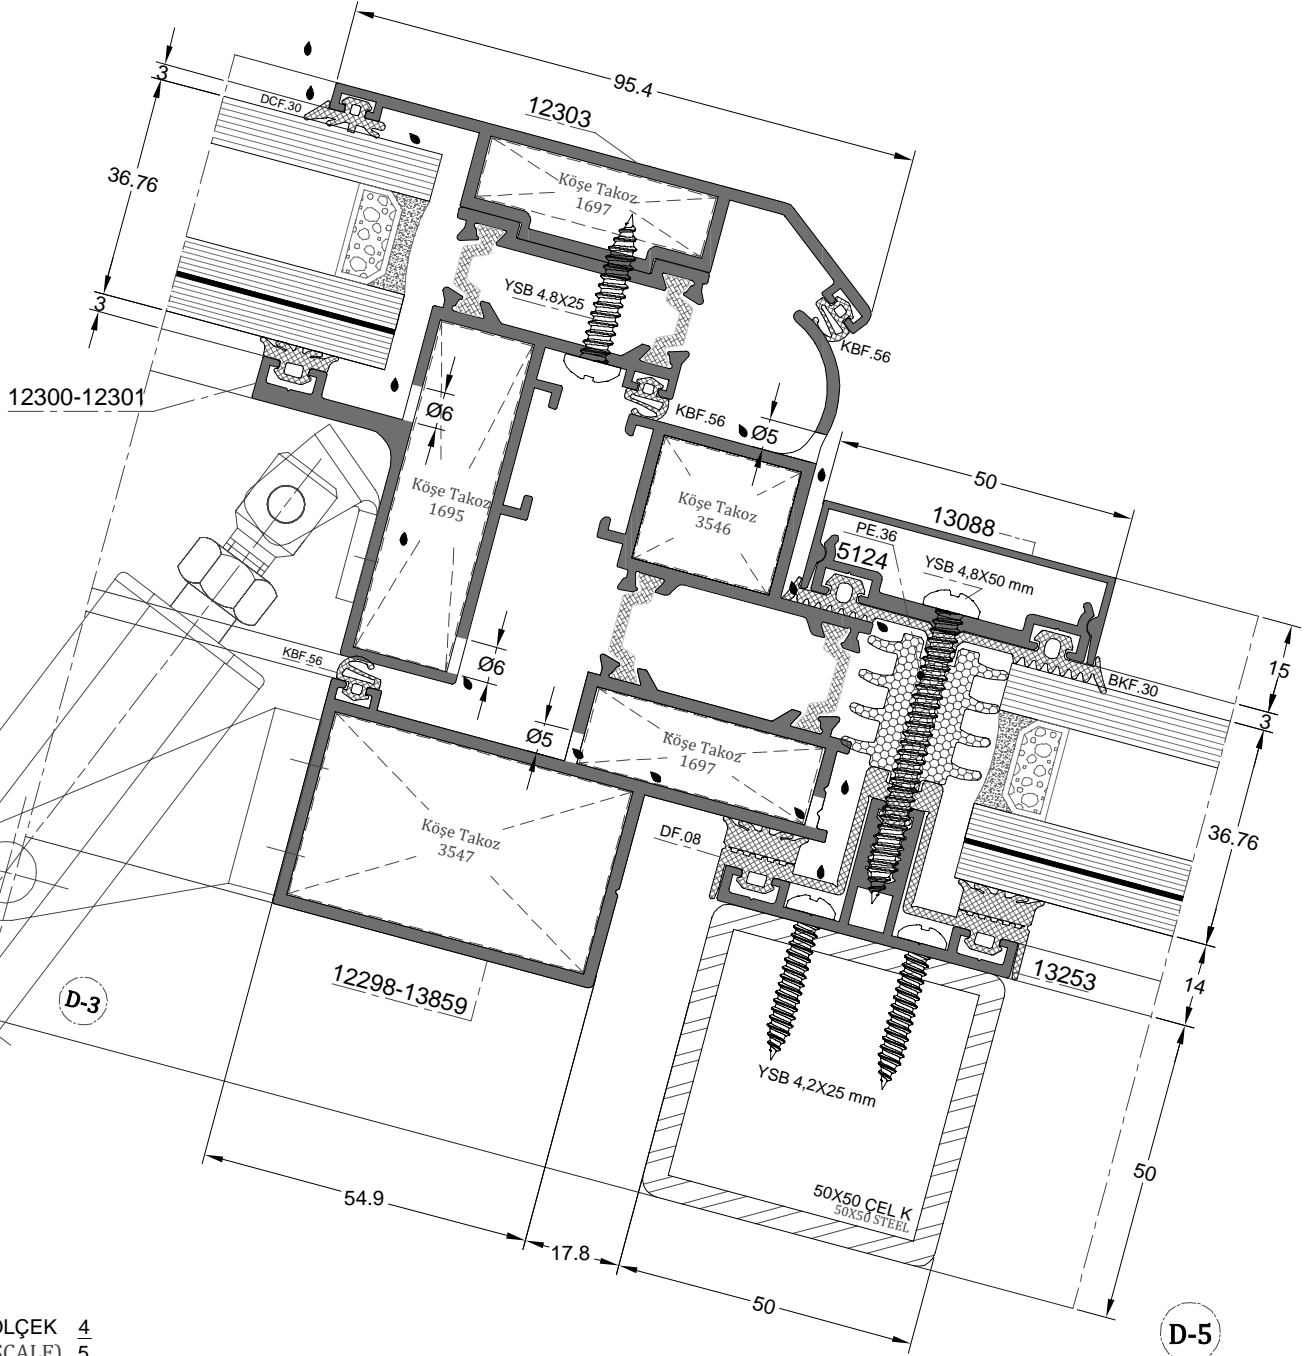 95.4
3
DCF.30
12303
36.76
Köşe Takoz
1697
YSB 4.8X25
3
KBF.56
12300-12301
Ø6
KBF.56
Ø5
50
Köşe Takoz
1695
Köşe Takoz
3546
13088
PE.36
5124
YSB 4,8X50 mm
KBF.56
Ø6
BKF.30
15
3
Ø5
Köşe Takoz
1697
Köşe Takoz
3547
DF.08
36.76
12298-13859
13253
14
D-3
YSB 4,2X25 mm
50
50X50 ÇEL K
50X50 STEEL
54.9
17.8
50
ÖLÇEK 4
SCALE) 5
D-5